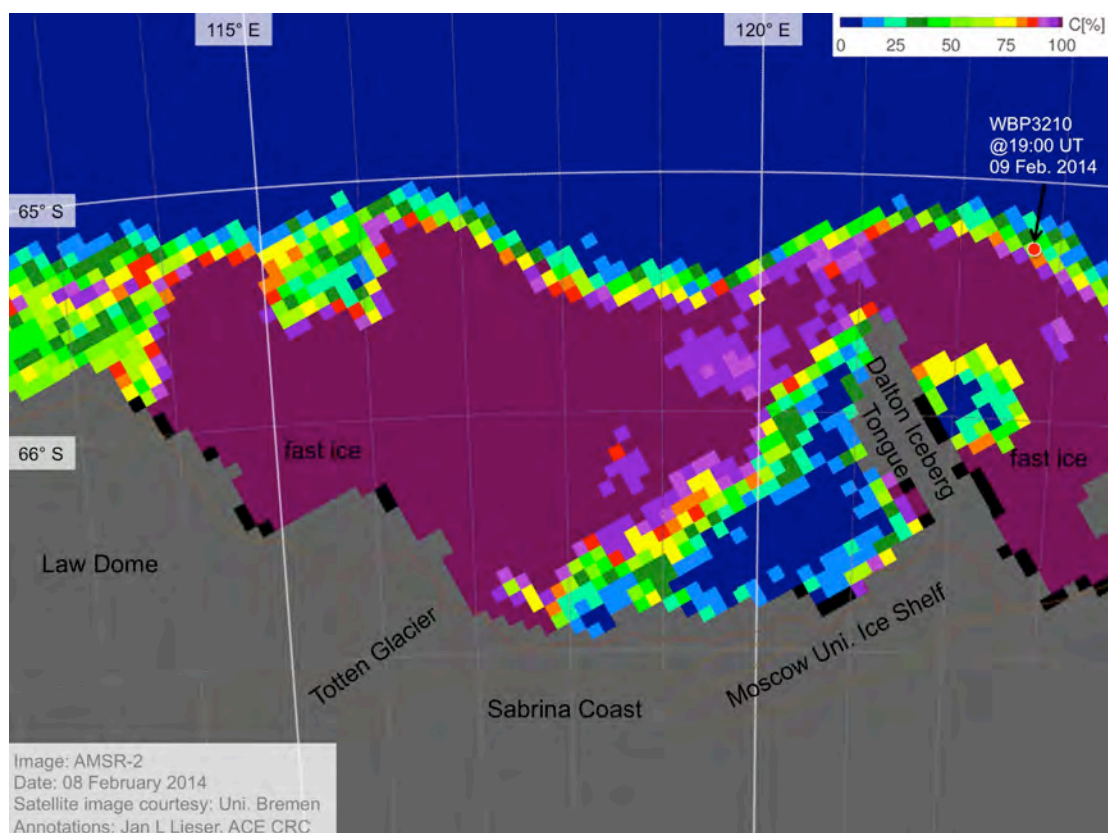 115° E
120° E
C[%]
0 25 50 75 100
WBP3210
@19:00 UT
09 Feb. 2014
65° S
66° S
fast ice
Dalton Iceberg
Tongue
fast ice
Law Dome
Totten Glacier
Moscow Uni. Ice Shelf
Sabrina Coast
Image: AMSR-2
Date: 08 February 2014
Satellite image courtesy: Uni. Bremen
Annotations: Jan L Lieser, ACE CRC